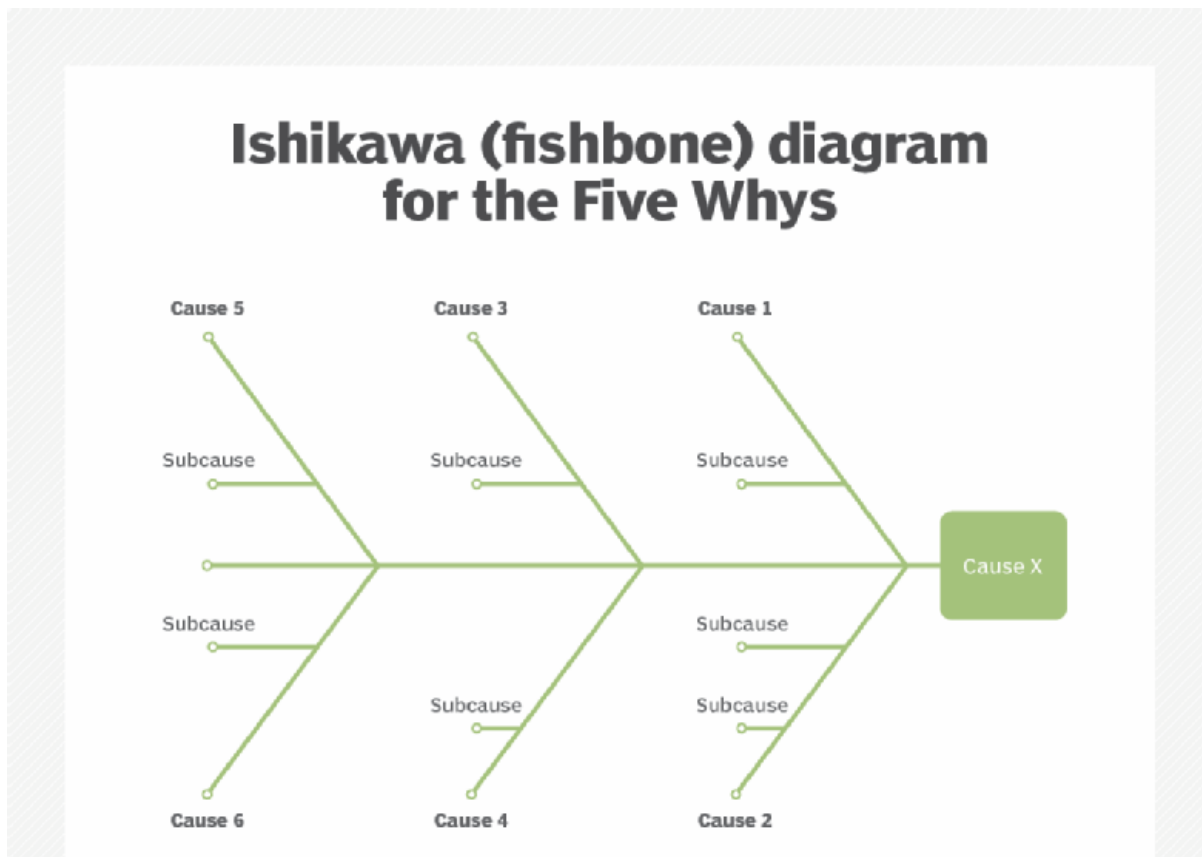 Ishikawa (fishbone) diagram
for the Five Whys
Cause 5
Cause 3
Cause 1
Subcause
Subcause
Subcause
Cause X
Subcause
Subcause
Subcause
Subcause
Cause 6
Cause 4
Cause 2